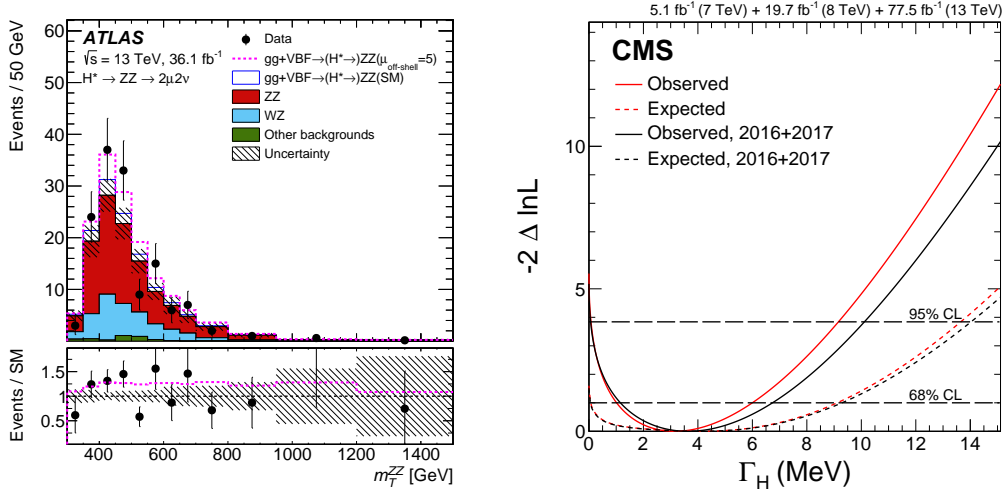 60
50
40
30
20
10
Events / 50 GeV
ATLAS
√s = 13 TeV, 36.1 fb⁻¹
H* → ZZ → 2μ2ν
Data
gg+VBF→(H*→)ZZ(μoff-shell=5)
gg+VBF→(H*→)ZZ(SM)
ZZ
WZ
Other backgrounds
Uncertainty
Events / SM
1.5
1
0.5
400 600 800 1000 1200 1400
m_T^ZZ [GeV]
5.1 fb⁻¹ (7 TeV) + 19.7 fb⁻¹ (8 TeV) + 77.5 fb⁻¹ (13 TeV)
CMS
Observed
Expected
Observed, 2016+2017
Expected, 2016+2017
-2 Δ lnL
10
5
0
95% CL
68% CL
0 2 4 6 8 10 12 14
Γ_H (MeV)